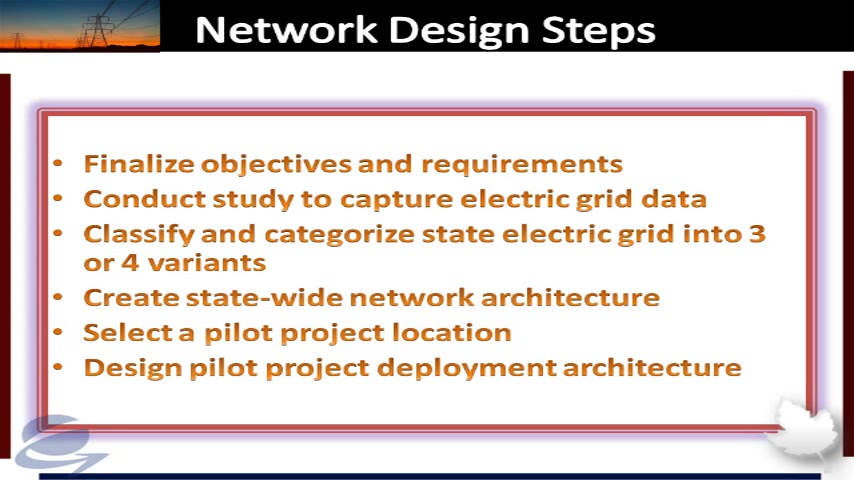 Network Design Steps
• Finalize objectives and requirements
• Conduct study to capture electric grid data
• Classify and categorize state electric grid into 3
or 4 variants
• Create state-wide network architecture
• Select a pilot project location
• Design pilot project deployment architecture